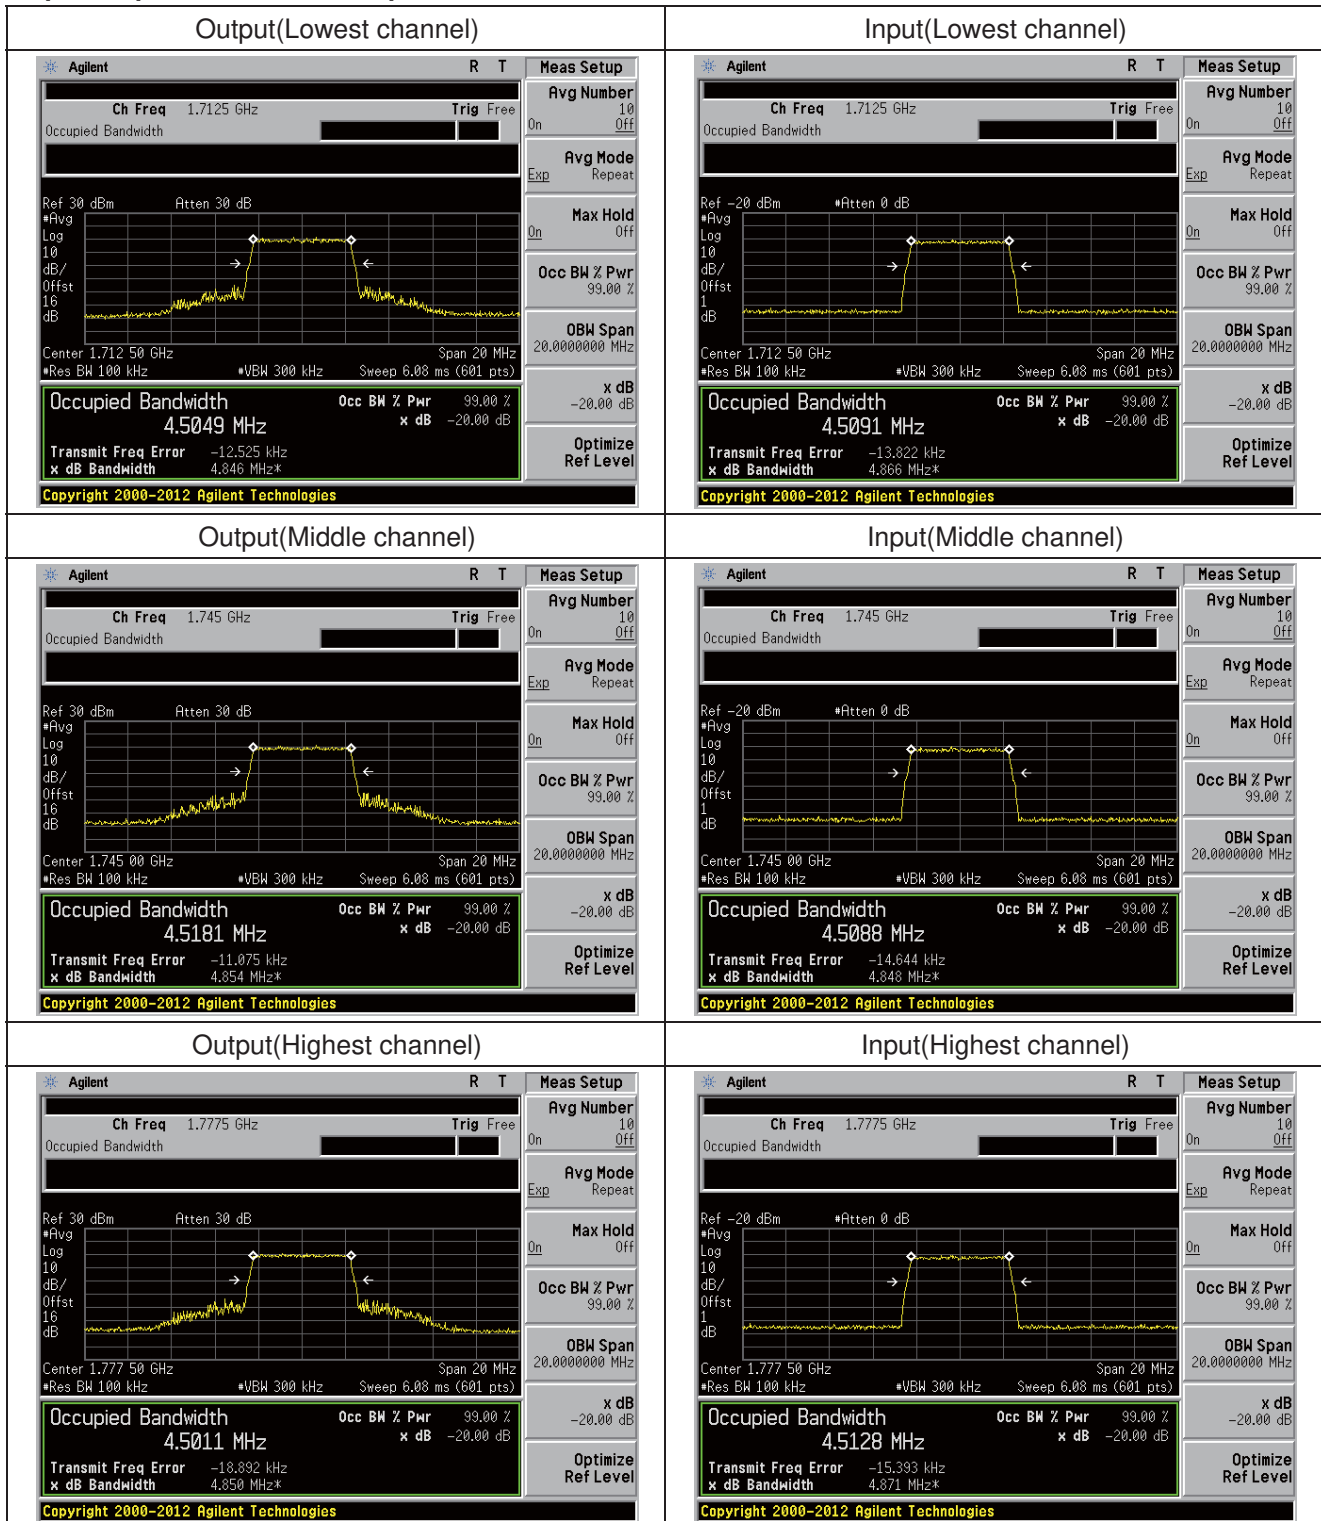 Output(Lowest channel)
Input(Lowest channel)
Agilent R T Meas Setup
Ch Freq 1.7125 GHz Trig Free
Occupied Bandwidth
Avg Number
10
On Off
Avg Mode
Exp Repeat
Ref 30 dBm Atten 30 dB
#Avg
Log
10
dB/
Offst
16
dB
Max Hold
On Off
Occ BW % Pwr
99.00 %
OBW Span
20.0000000 MHz
Center 1.712 50 GHz Span 20 MHz
#Res BW 100 kHz #VBW 300 kHz Sweep 6.08 ms (601 pts)
x dB
-20.00 dB
Occupied Bandwidth Occ BW % Pwr 99.00 %
4.5049 MHz x dB -20.00 dB
Transmit Freq Error -12.525 kHz
x dB Bandwidth 4.846 MHz*
Optimize
Ref Level
Copyright 2000-2012 Agilent Technologies
Agilent R T Meas Setup
Ch Freq 1.7125 GHz Trig Free
Occupied Bandwidth
Avg Number
10
On Off
Avg Mode
Exp Repeat
Ref -20 dBm #Atten 0 dB
#Avg
Log
10
dB/
Offst
1
dB
Max Hold
On Off
Occ BW % Pwr
99.00 %
OBW Span
20.0000000 MHz
Center 1.712 50 GHz Span 20 MHz
#Res BW 100 kHz #VBW 300 kHz Sweep 6.08 ms (601 pts)
x dB
-20.00 dB
Occupied Bandwidth Occ BW % Pwr 99.00 %
4.5091 MHz x dB -20.00 dB
Transmit Freq Error -13.822 kHz
x dB Bandwidth 4.866 MHz*
Optimize
Ref Level
Copyright 2000-2012 Agilent Technologies
Output(Middle channel)
Input(Middle channel)
Agilent R T Meas Setup
Ch Freq 1.745 GHz Trig Free
Occupied Bandwidth
Avg Number
10
On Off
Avg Mode
Exp Repeat
Ref 30 dBm Atten 30 dB
#Avg
Log
10
dB/
Offst
16
dB
Max Hold
On Off
Occ BW % Pwr
99.00 %
OBW Span
20.0000000 MHz
Center 1.745 00 GHz Span 20 MHz
#Res BW 100 kHz #VBW 300 kHz Sweep 6.08 ms (601 pts)
x dB
-20.00 dB
Occupied Bandwidth Occ BW % Pwr 99.00 %
4.5181 MHz x dB -20.00 dB
Transmit Freq Error -11.075 kHz
x dB Bandwidth 4.854 MHz*
Optimize
Ref Level
Copyright 2000-2012 Agilent Technologies
Agilent R T Meas Setup
Ch Freq 1.745 GHz Trig Free
Occupied Bandwidth
Avg Number
10
On Off
Avg Mode
Exp Repeat
Ref -20 dBm #Atten 0 dB
#Avg
Log
10
dB/
Offst
1
dB
Max Hold
On Off
Occ BW % Pwr
99.00 %
OBW Span
20.0000000 MHz
Center 1.745 00 GHz Span 20 MHz
#Res BW 100 kHz #VBW 300 kHz Sweep 6.08 ms (601 pts)
x dB
-20.00 dB
Occupied Bandwidth Occ BW % Pwr 99.00 %
4.5088 MHz x dB -20.00 dB
Transmit Freq Error -14.644 kHz
x dB Bandwidth 4.848 MHz*
Optimize
Ref Level
Copyright 2000-2012 Agilent Technologies
Output(Highest channel)
Input(Highest channel)
Agilent R T Meas Setup
Ch Freq 1.7775 GHz Trig Free
Occupied Bandwidth
Avg Number
10
On Off
Avg Mode
Exp Repeat
Ref 30 dBm Atten 30 dB
#Avg
Log
10
dB/
Offst
16
dB
Max Hold
On Off
Occ BW % Pwr
99.00 %
OBW Span
20.0000000 MHz
Center 1.777 50 GHz Span 20 MHz
#Res BW 100 kHz #VBW 300 kHz Sweep 6.08 ms (601 pts)
x dB
-20.00 dB
Occupied Bandwidth Occ BW % Pwr 99.00 %
4.5011 MHz x dB -20.00 dB
Transmit Freq Error -18.892 kHz
x dB Bandwidth 4.850 MHz*
Optimize
Ref Level
Copyright 2000-2012 Agilent Technologies
Agilent R T Meas Setup
Ch Freq 1.7775 GHz Trig Free
Occupied Bandwidth
Avg Number
10
On Off
Avg Mode
Exp Repeat
Ref -20 dBm #Atten 0 dB
#Avg
Log
10
dB/
Offst
1
dB
Max Hold
On Off
Occ BW % Pwr
99.00 %
OBW Span
20.0000000 MHz
Center 1.777 50 GHz Span 20 MHz
#Res BW 100 kHz #VBW 300 kHz Sweep 6.08 ms (601 pts)
x dB
-20.00 dB
Occupied Bandwidth Occ BW % Pwr 99.00 %
4.5128 MHz x dB -20.00 dB
Transmit Freq Error -15.393 kHz
x dB Bandwidth 4.871 MHz*
Optimize
Ref Level
Copyright 2000-2012 Agilent Technologies